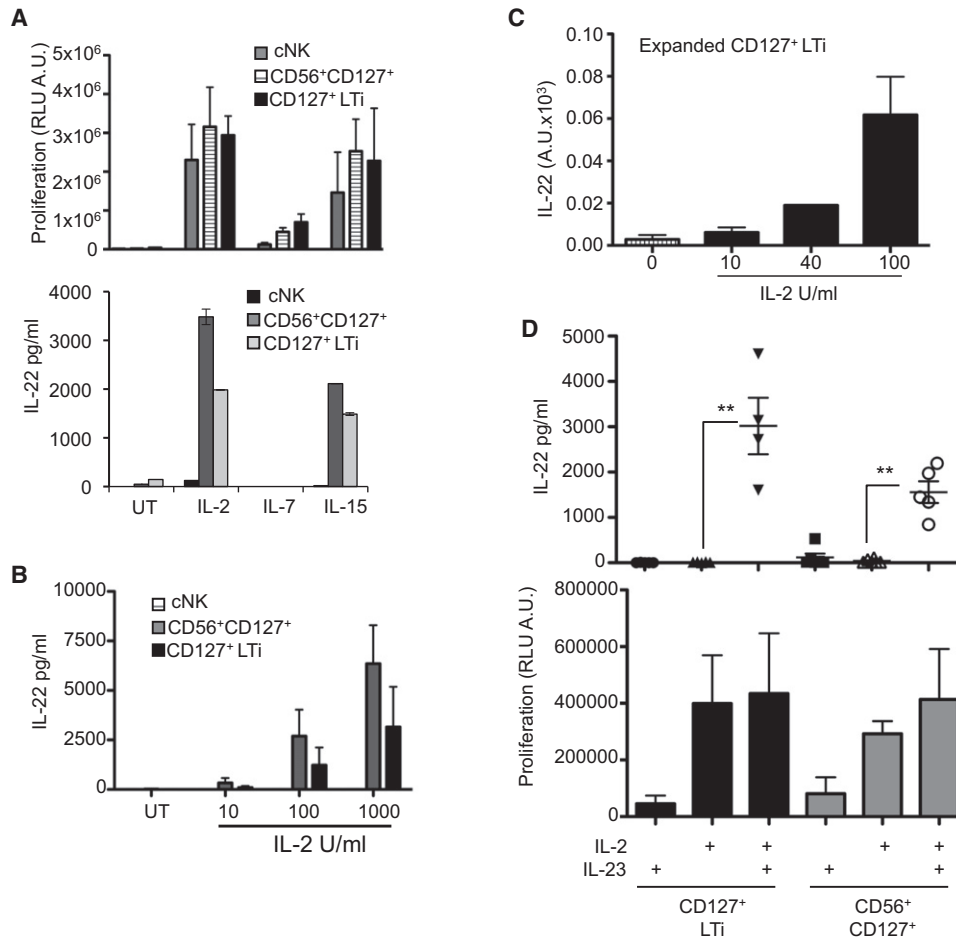 A
Proliferation (RLU A.U.)
5x10⁶
4x10⁶
3x10⁶
2x10⁶
1x10⁶
0
cNK
CD56⁺CD127⁺
CD127⁺ LTi
IL-22 pg/ml
4000
3000
2000
1000
0
cNK
CD56⁺CD127⁺
CD127⁺ LTi
UT IL-2 IL-7 IL-15
B
IL-22 pg/ml
10000
7500
5000
2500
0
cNK
CD56⁺CD127⁺
CD127⁺ LTi
UT 10 100 1000
IL-2 U/ml
C
IL-22 (A.U.x10³)
0.10
0.08
0.06
0.04
0.02
0.00
Expanded CD127⁺ LTi
0 10 40 100
IL-2 U/ml
D
IL-22 pg/ml
5000
4000
3000
2000
1000
0
**
**
Proliferation (RLU A.U.)
800000
600000
400000
200000
0
IL-2 + + + +
IL-23 + + + +
CD127⁺
LTi
CD56⁺
CD127⁺